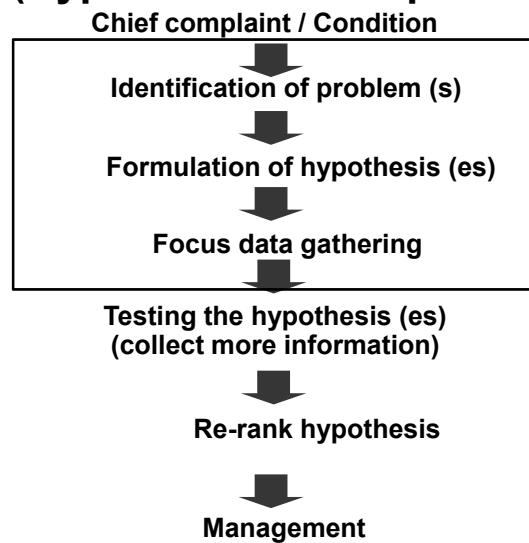 Chief complaint / Condition
Identification of problem (s)
Formulation of hypothesis (es)
Focus data gathering
Testing the hypothesis (es)
(collect more information)
Re-rank hypothesis
Management